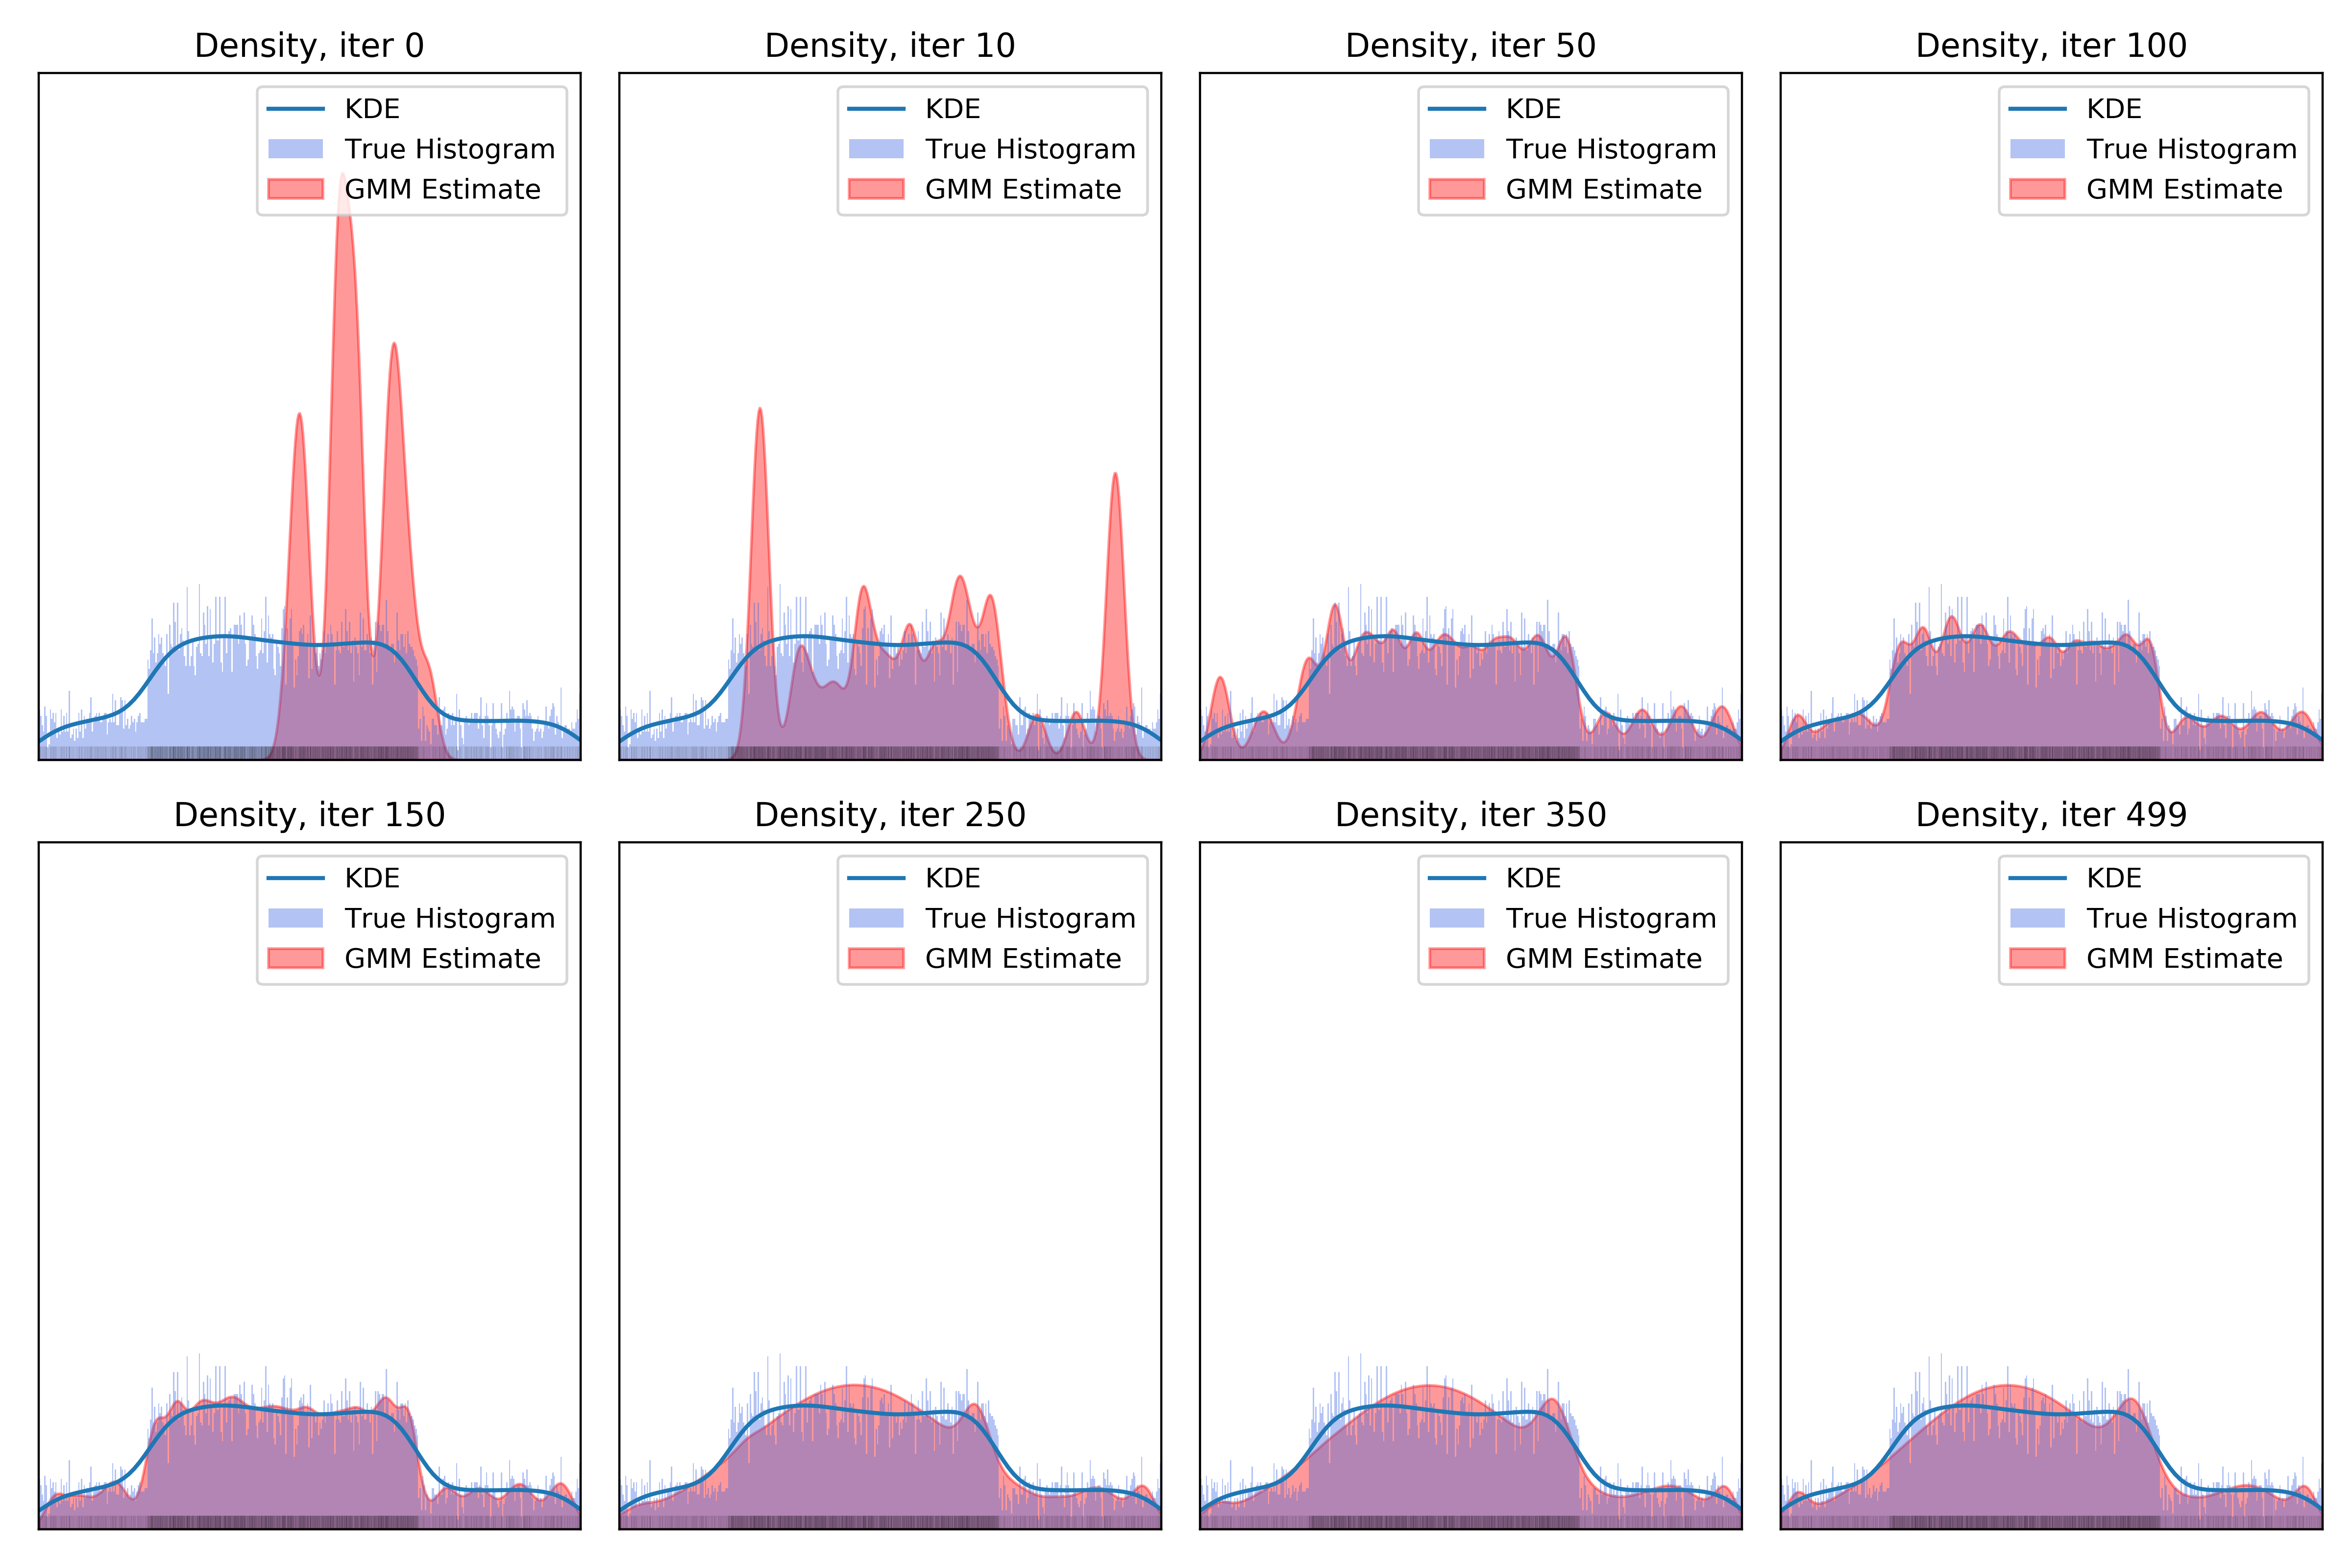 Density, iter 0
KDE
True Histogram
GMM Estimate
Density, iter 10
KDE
True Histogram
GMM Estimate
Density, iter 50
KDE
True Histogram
GMM Estimate
Density, iter 100
KDE
True Histogram
GMM Estimate
Density, iter 150
KDE
True Histogram
GMM Estimate
Density, iter 250
KDE
True Histogram
GMM Estimate
Density, iter 350
KDE
True Histogram
GMM Estimate
Density, iter 499
KDE
True Histogram
GMM Estimate